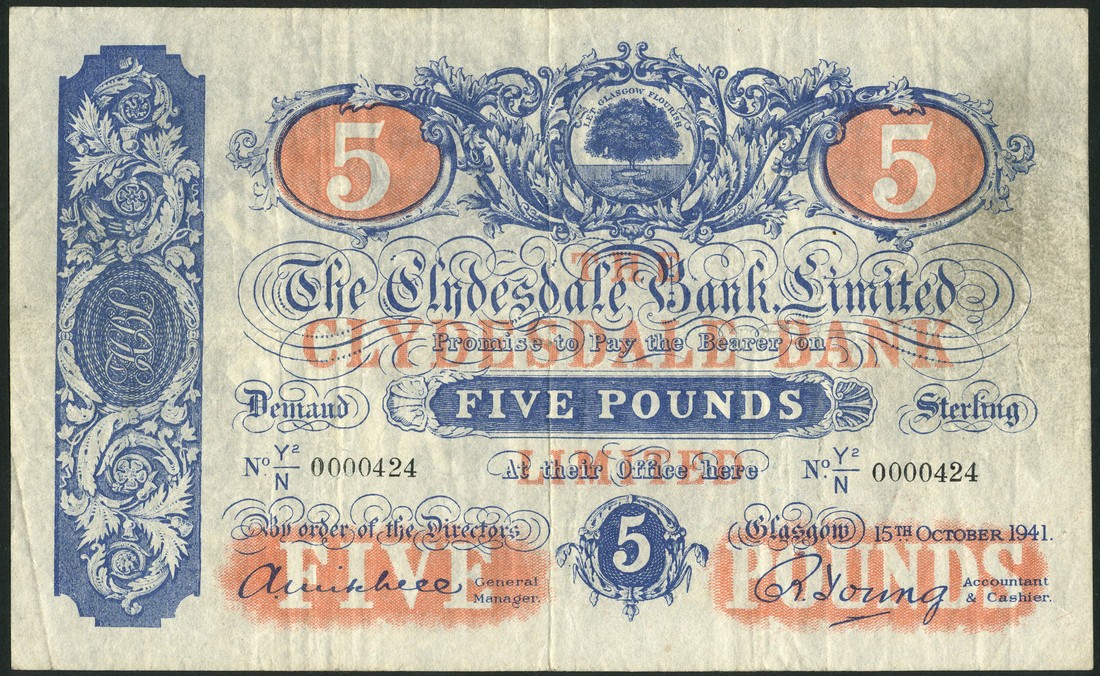 LET GLASGOW FLOURISH
5 5
The Clydesdale Bank, Limited
THE
CLYDESDALE BANK
LIMITED
Promise to Pay the Bearer on
Demand FIVE POUNDS Sterling
No. Y2/N 0000424 At their Office here No. Y2/N 0000424
By order of the Directors 5 Glasgow 15TH OCTOBER 1941.
FIVE POUNDS
General Manager. R. Young Accountant & Cashier.